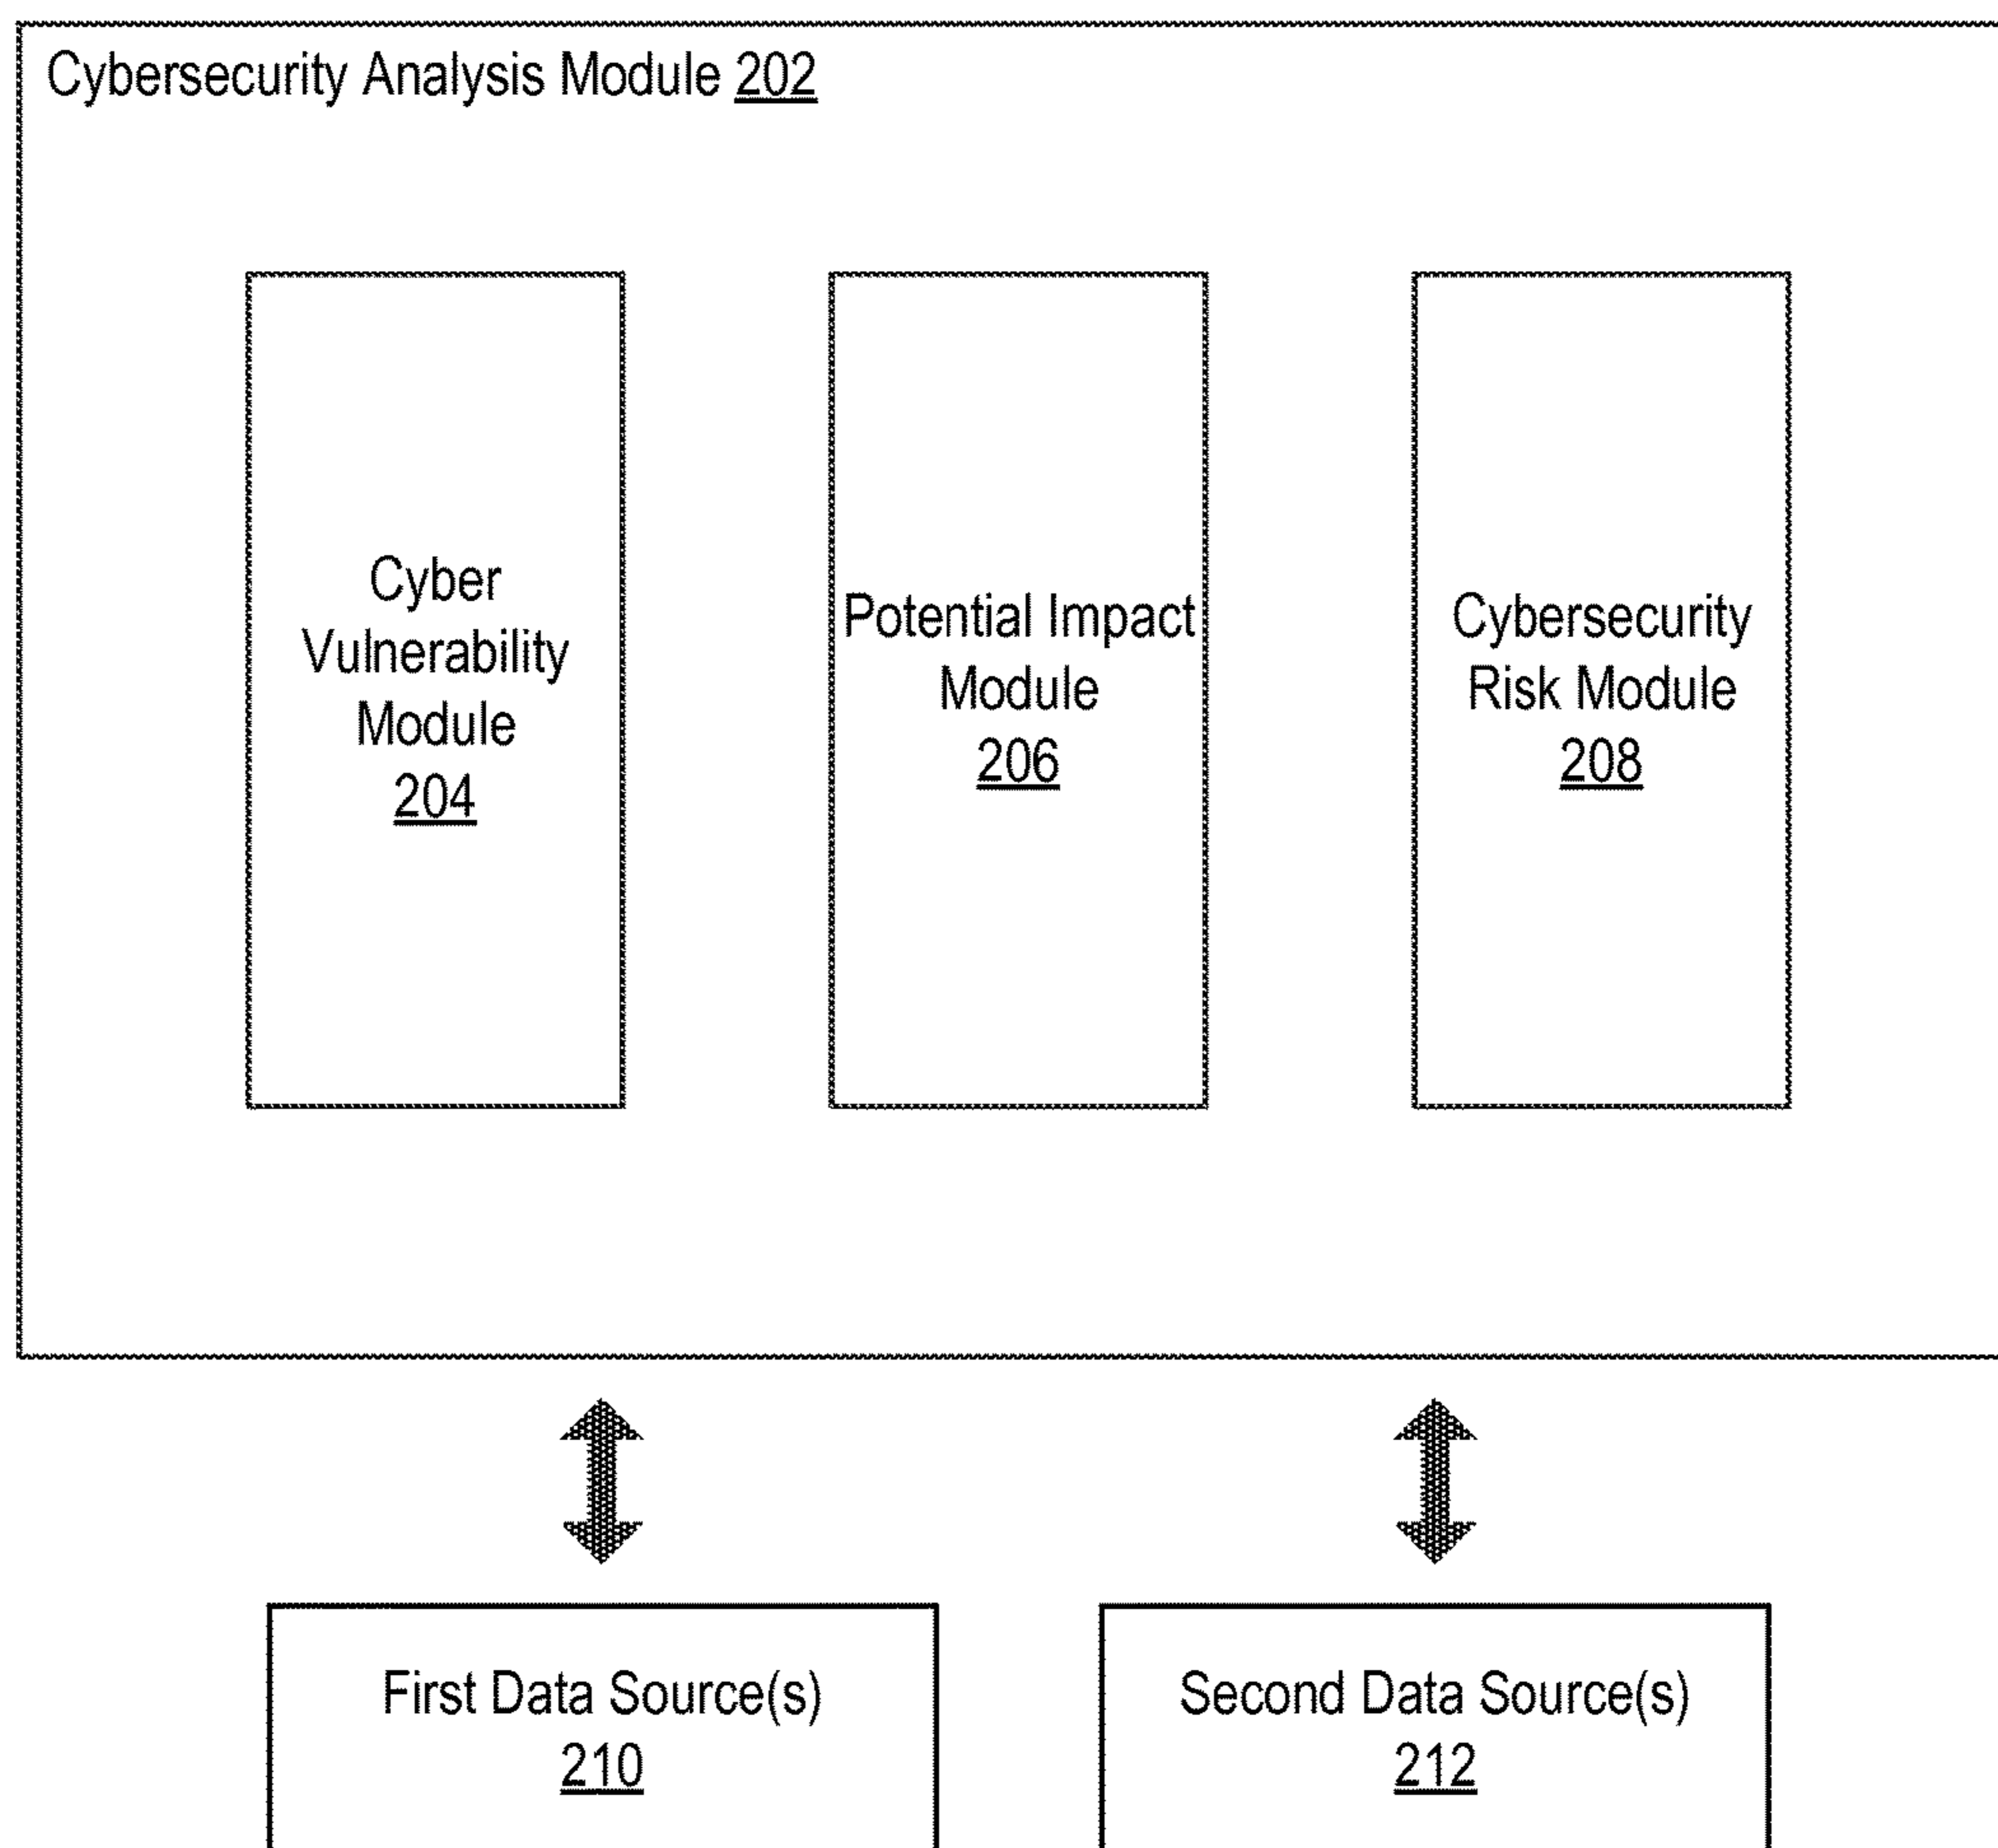 Cybersecurity Analysis Module 202
Cyber
Vulnerability
Module
204
Potential Impact
Module
206
Cybersecurity
Risk Module
208
First Data Source(s)
210
Second Data Source(s)
212